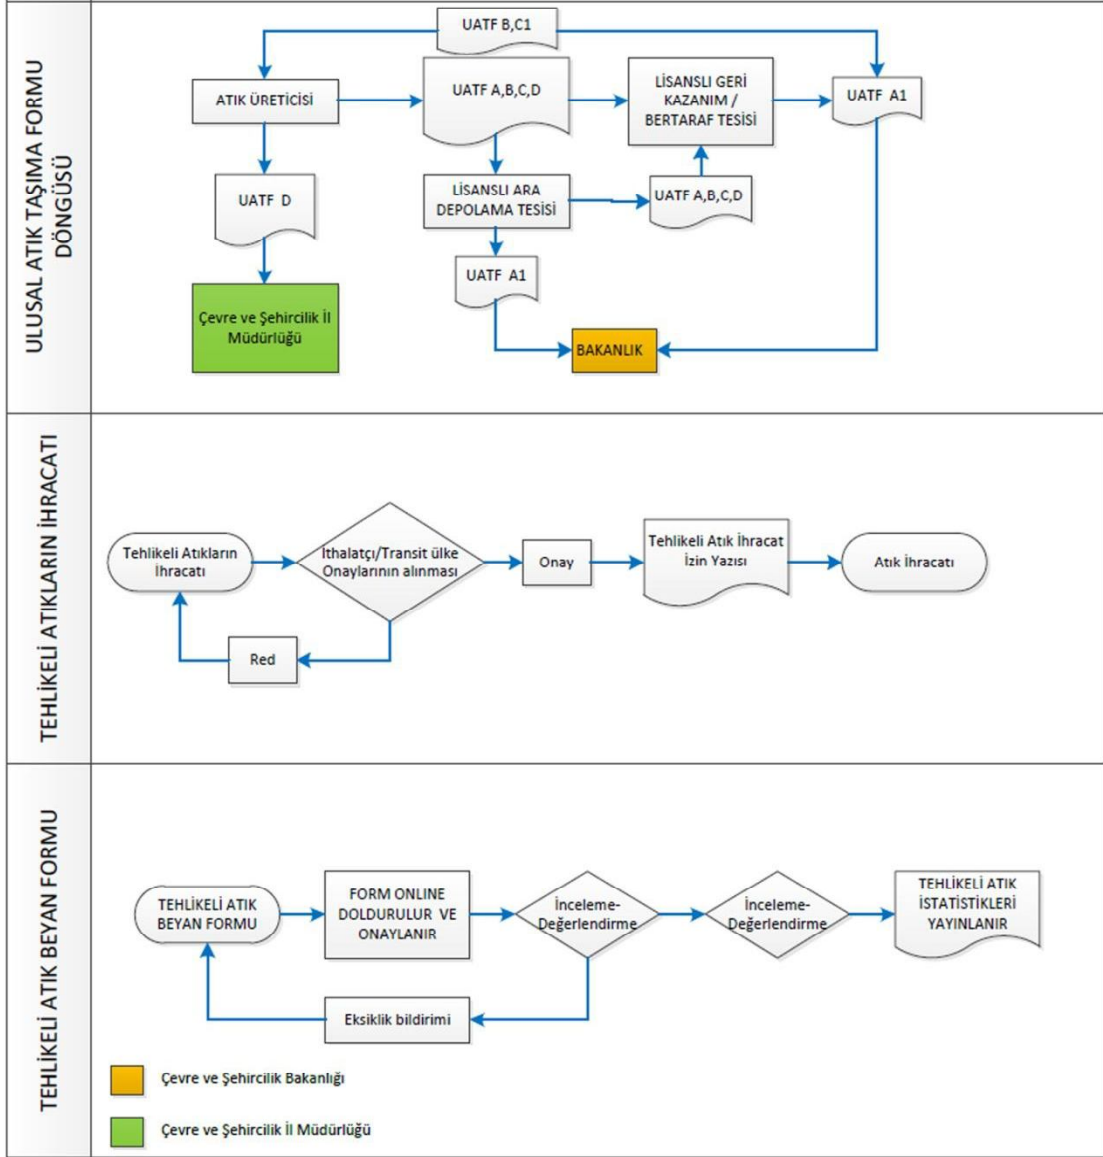 ULUSAL ATIK TAŞIMA FORMU
DÖNGÜSÜ
UATF B,C1
ATIK ÜRETİCİSİ
UATF A,B,C,D
LİSANSLI GERİ
KAZANIM /
BERTARAF TESİSİ
UATF A1
UATF D
LİSANSLI ARA
DEPOLAMA TESİSİ
UATF A,B,C,D
UATF A1
Çevre ve Şehircilik İl
Müdürlüğü
BAKANLIK
TEHLİKELİ ATIKLARIN İHRACATI
Tehlikeli Atıkların
İhracatı
İthalatçı/Transit ülke
Onaylarının alınması
Onay
Tehlikeli Atık İhracat
İzin Yazısı
Atık İhracatı
Red
TEHLİKELİ ATIK BEYAN FORMU
TEHLİKELİ ATIK
BEYAN FORMU
FORM ONLINE
DOLDURULUR VE
ONAYLANIR
İnceleme-
Değerlendirme
İnceleme-
Değerlendirme
TEHLİKELİ ATIK
İSTATİSTİKLERİ
YAYINLANIR
Eksiklik bildirimi
Çevre ve Şehircilik Bakanlığı
Çevre ve Şehircilik İl Müdürlüğü